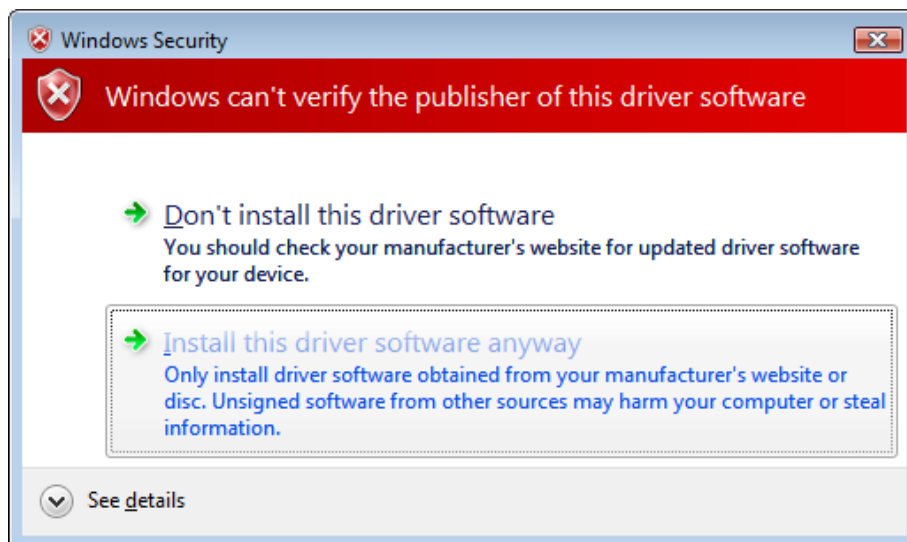 Windows Security
Windows can't verify the publisher of this driver software
Don't install this driver software
You should check your manufacturer's website for updated driver software
for your device.
Install this driver software anyway
Only install driver software obtained from your manufacturer's website or
disc. Unsigned software from other sources may harm your computer or steal
information.
See details